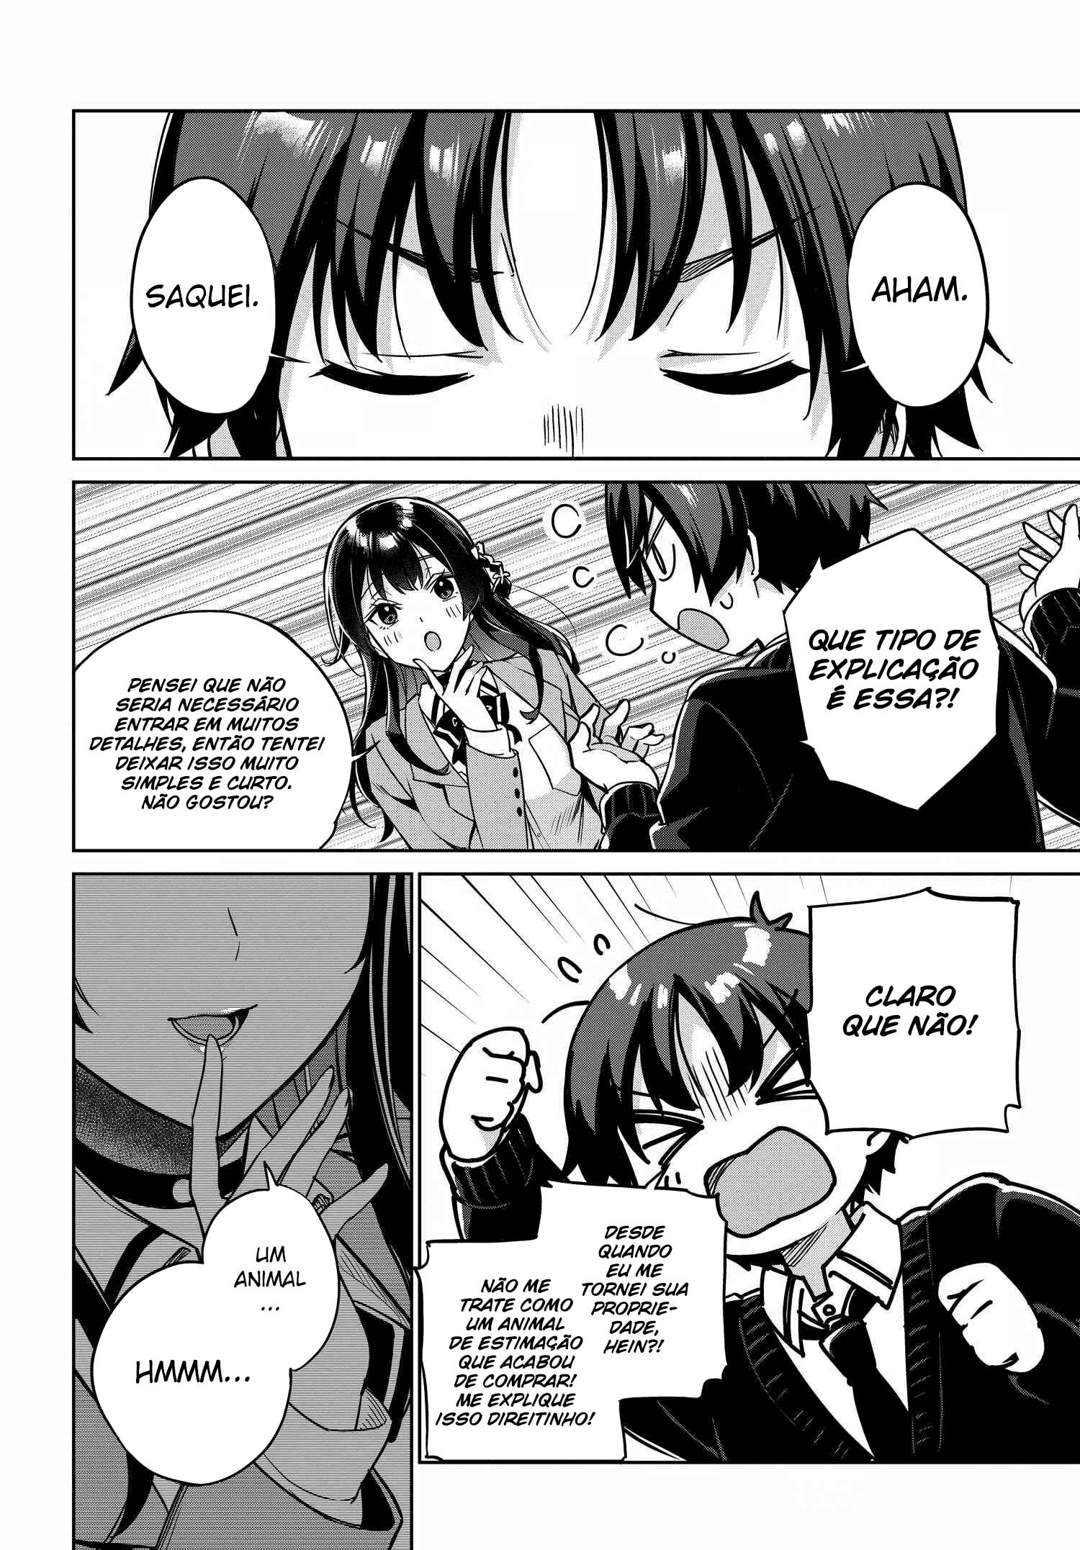 AHAM.
SAQUEI.
QUE TIPO DE
EXPLICAÇÃO
É ESSA?!
PENSEI QUE NÃO
SERIA NECESSÁRIO
ENTRAR EM MUITOS
DETALHES, ENTÃO TENTEI
DEIXAR ISSO MUITO
SIMPLES E CURTO.
NÃO GOSTOU?
CLARO
QUE NÃO!
DESDE
QUANDO
EU ME
TORNEI SUA
PROPRIE-
DADE,
HEIN?!
NÃO ME
TRATE COMO
UM ANIMAL
DE ESTIMAÇÃO
QUE ACABOU
DE COMPRAR!
ME EXPLIQUE
ISSO DIREITINHO!
UM
ANIMAL
...
HMMM...